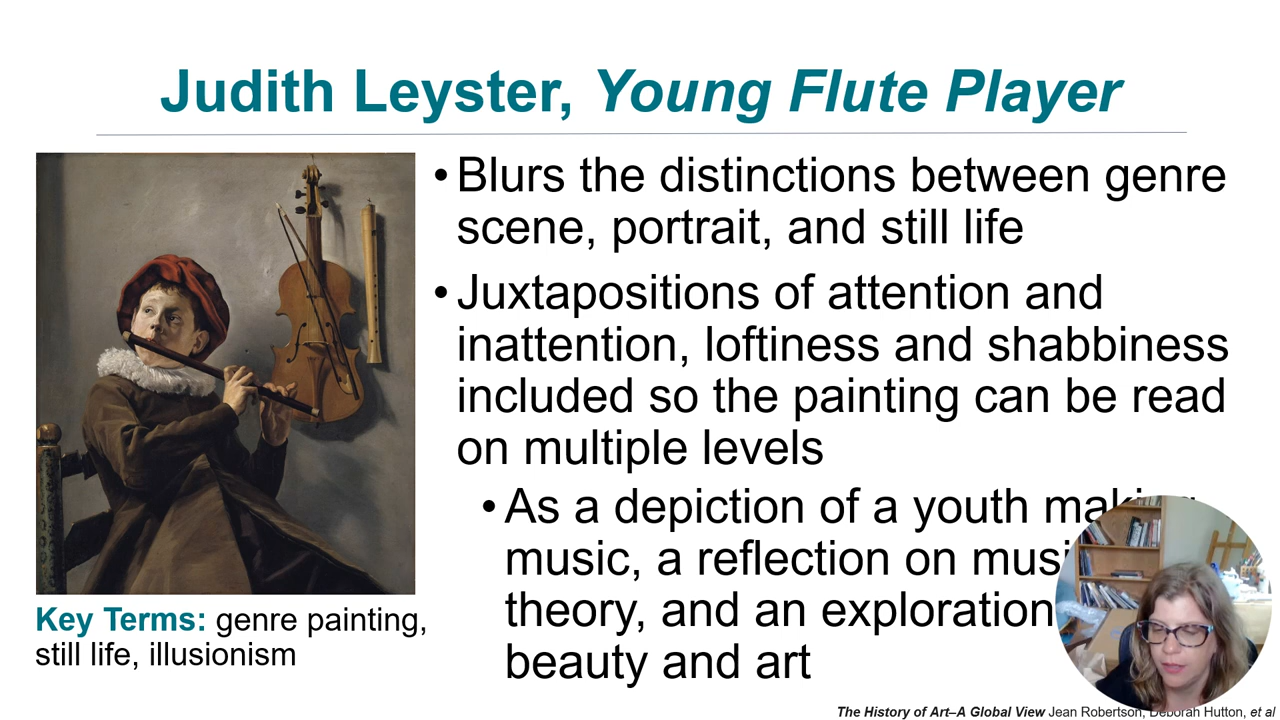 Judith Leyster, Young Flute Player
• Blurs the distinctions between genre
scene, portrait, and still life
• Juxtapositions of attention and
inattention, loftiness and shabbiness
included so the painting can be read
on multiple levels
• As a depiction of a youth making
music, a reflection on
theory, and an exploration
beauty and art
Key Terms: genre painting,
still life, illusionism
The History of Art–A Global View Jean Robertson, Deborah Hutton, et al